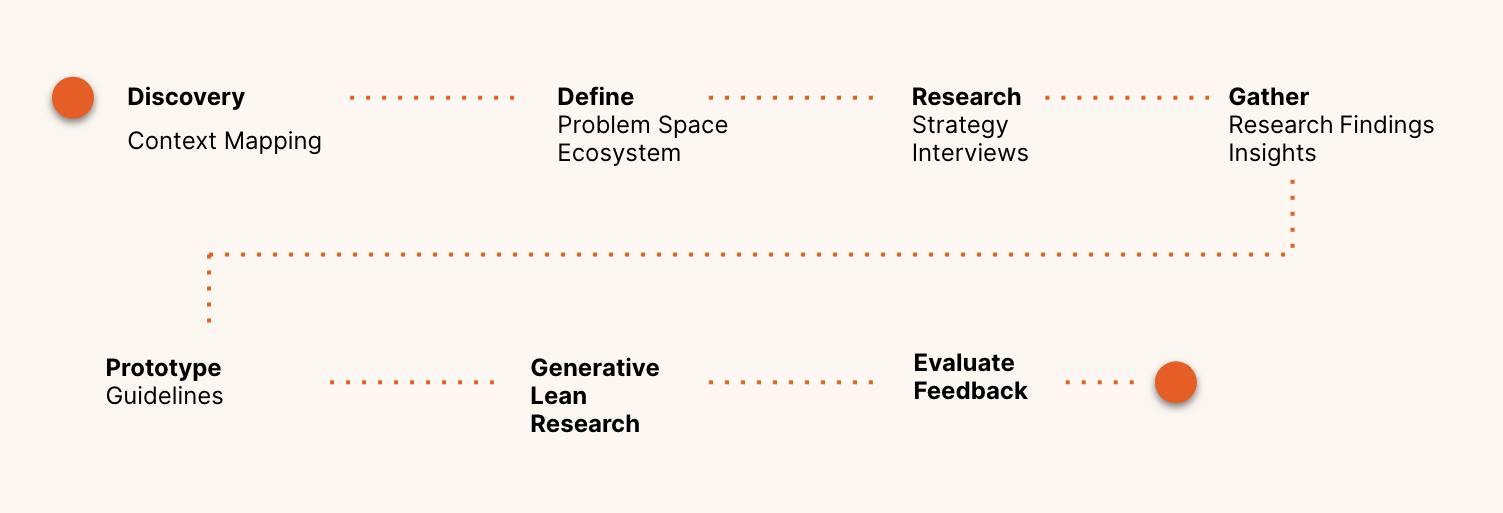 Discovery
Context Mapping
Define
Problem Space
Ecosystem
Research
Strategy
Interviews
Gather
Research Findings
Insights
Prototype
Guidelines
Generative
Lean
Research
Evaluate
Feedback